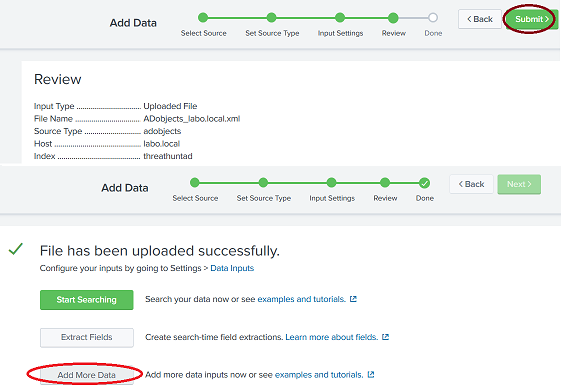 Add Data
Select Source Set Source Type Input Settings Review Done
< Back Submit >
Review
Input Type ............................... Uploaded File
File Name ............................... ADobjects_labo.local.xml
Source Type ........................... adobjects
Host ......................................... labo.local
Index ........................................ threathuntad
Add Data
Select Source Set Source Type Input Settings Review Done
< Back Next >
File has been uploaded successfully.
Configure your inputs by going to Settings > Data Inputs
Start Searching Search your data now or see examples and tutorials.
Extract Fields Create search-time field extractions. Learn more about fields.
Add More Data Add more data inputs now or see examples and tutorials.